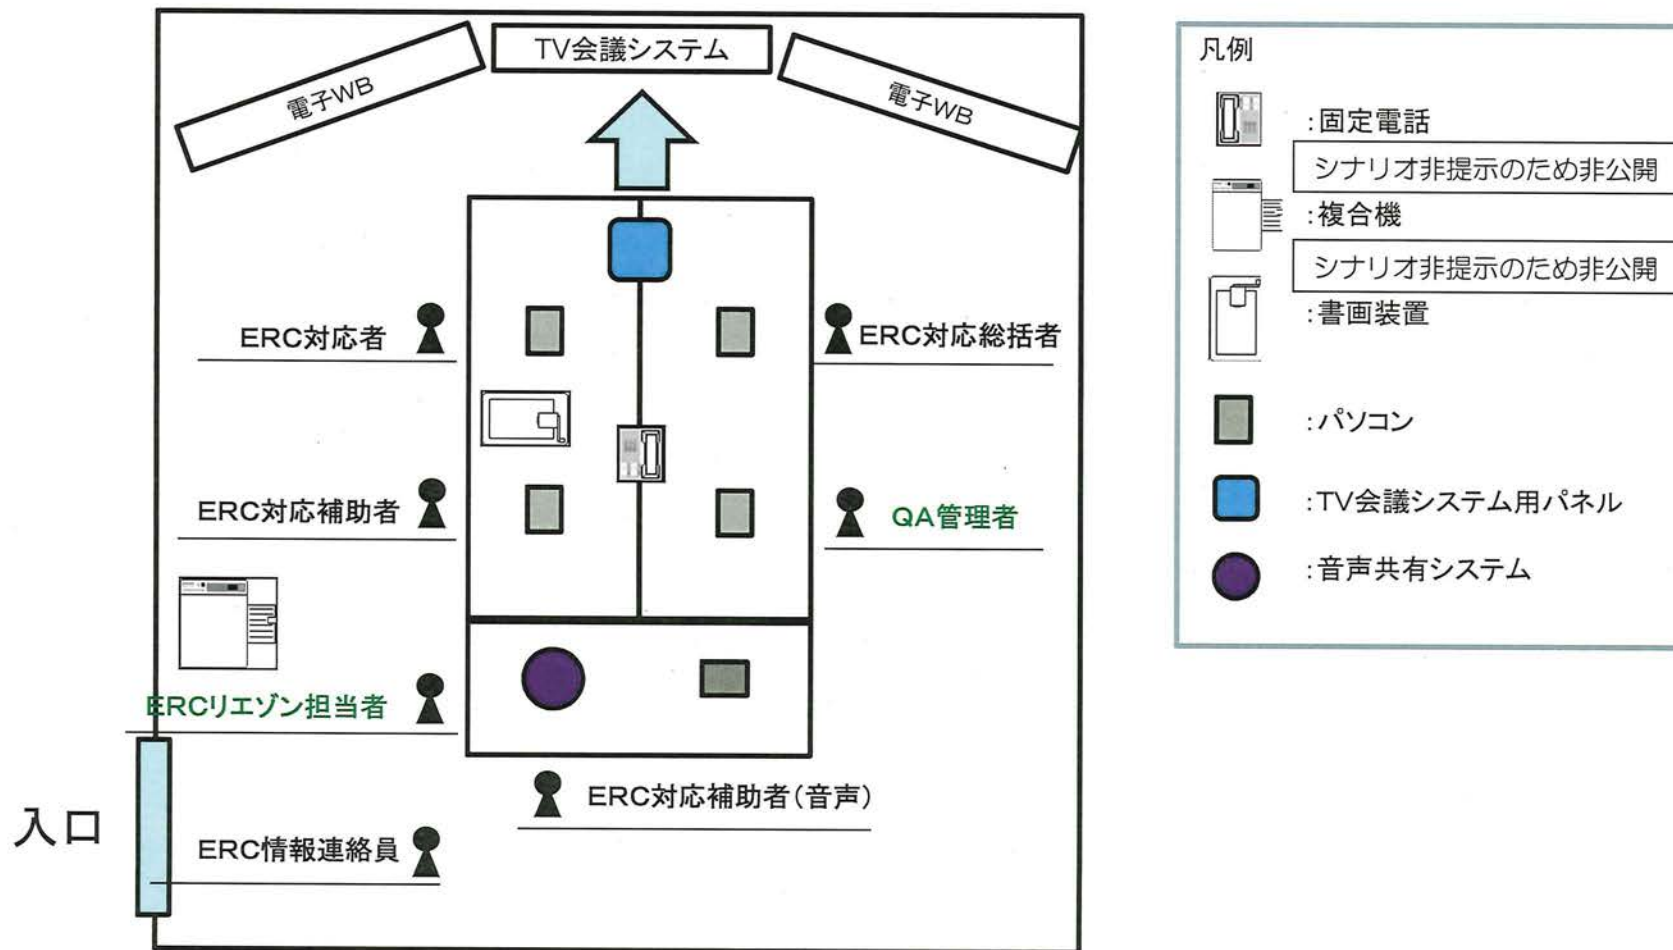 TV会議システム
電子WB
電子WB
ERC対応者
ERC対応総括者
ERC対応補助者
QA管理者
ERCリエゾン担当者
ERC対応補助者(音声)
入口
ERC情報連絡員
凡例
:固定電話
シナリオ非提示のため非公開
:複合機
シナリオ非提示のため非公開
:書画装置
:パソコン
:TV会議システム用パネル
:音声共有システム